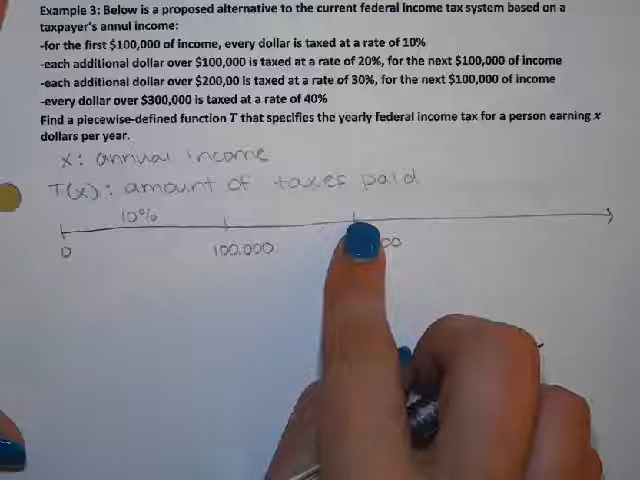 Example 3: Below is a proposed alternative to the current federal income tax system based on a
taxpayer's annul income:
-for the first $100,000 of income, every dollar is taxed at a rate of 10%
-each additional dollar over $100,000 is taxed at a rate of 20%, for the next $100,000 of income
-each additional dollar over $200,00 is taxed at a rate of 30%, for the next $100,000 of income
-every dollar over $300,000 is taxed at a rate of 40%
Find a piecewise-defined function T that specifies the yearly federal income tax for a person earning x
dollars per year.
x: annual income
T(x): amount of taxes paid
10%
0 100,000